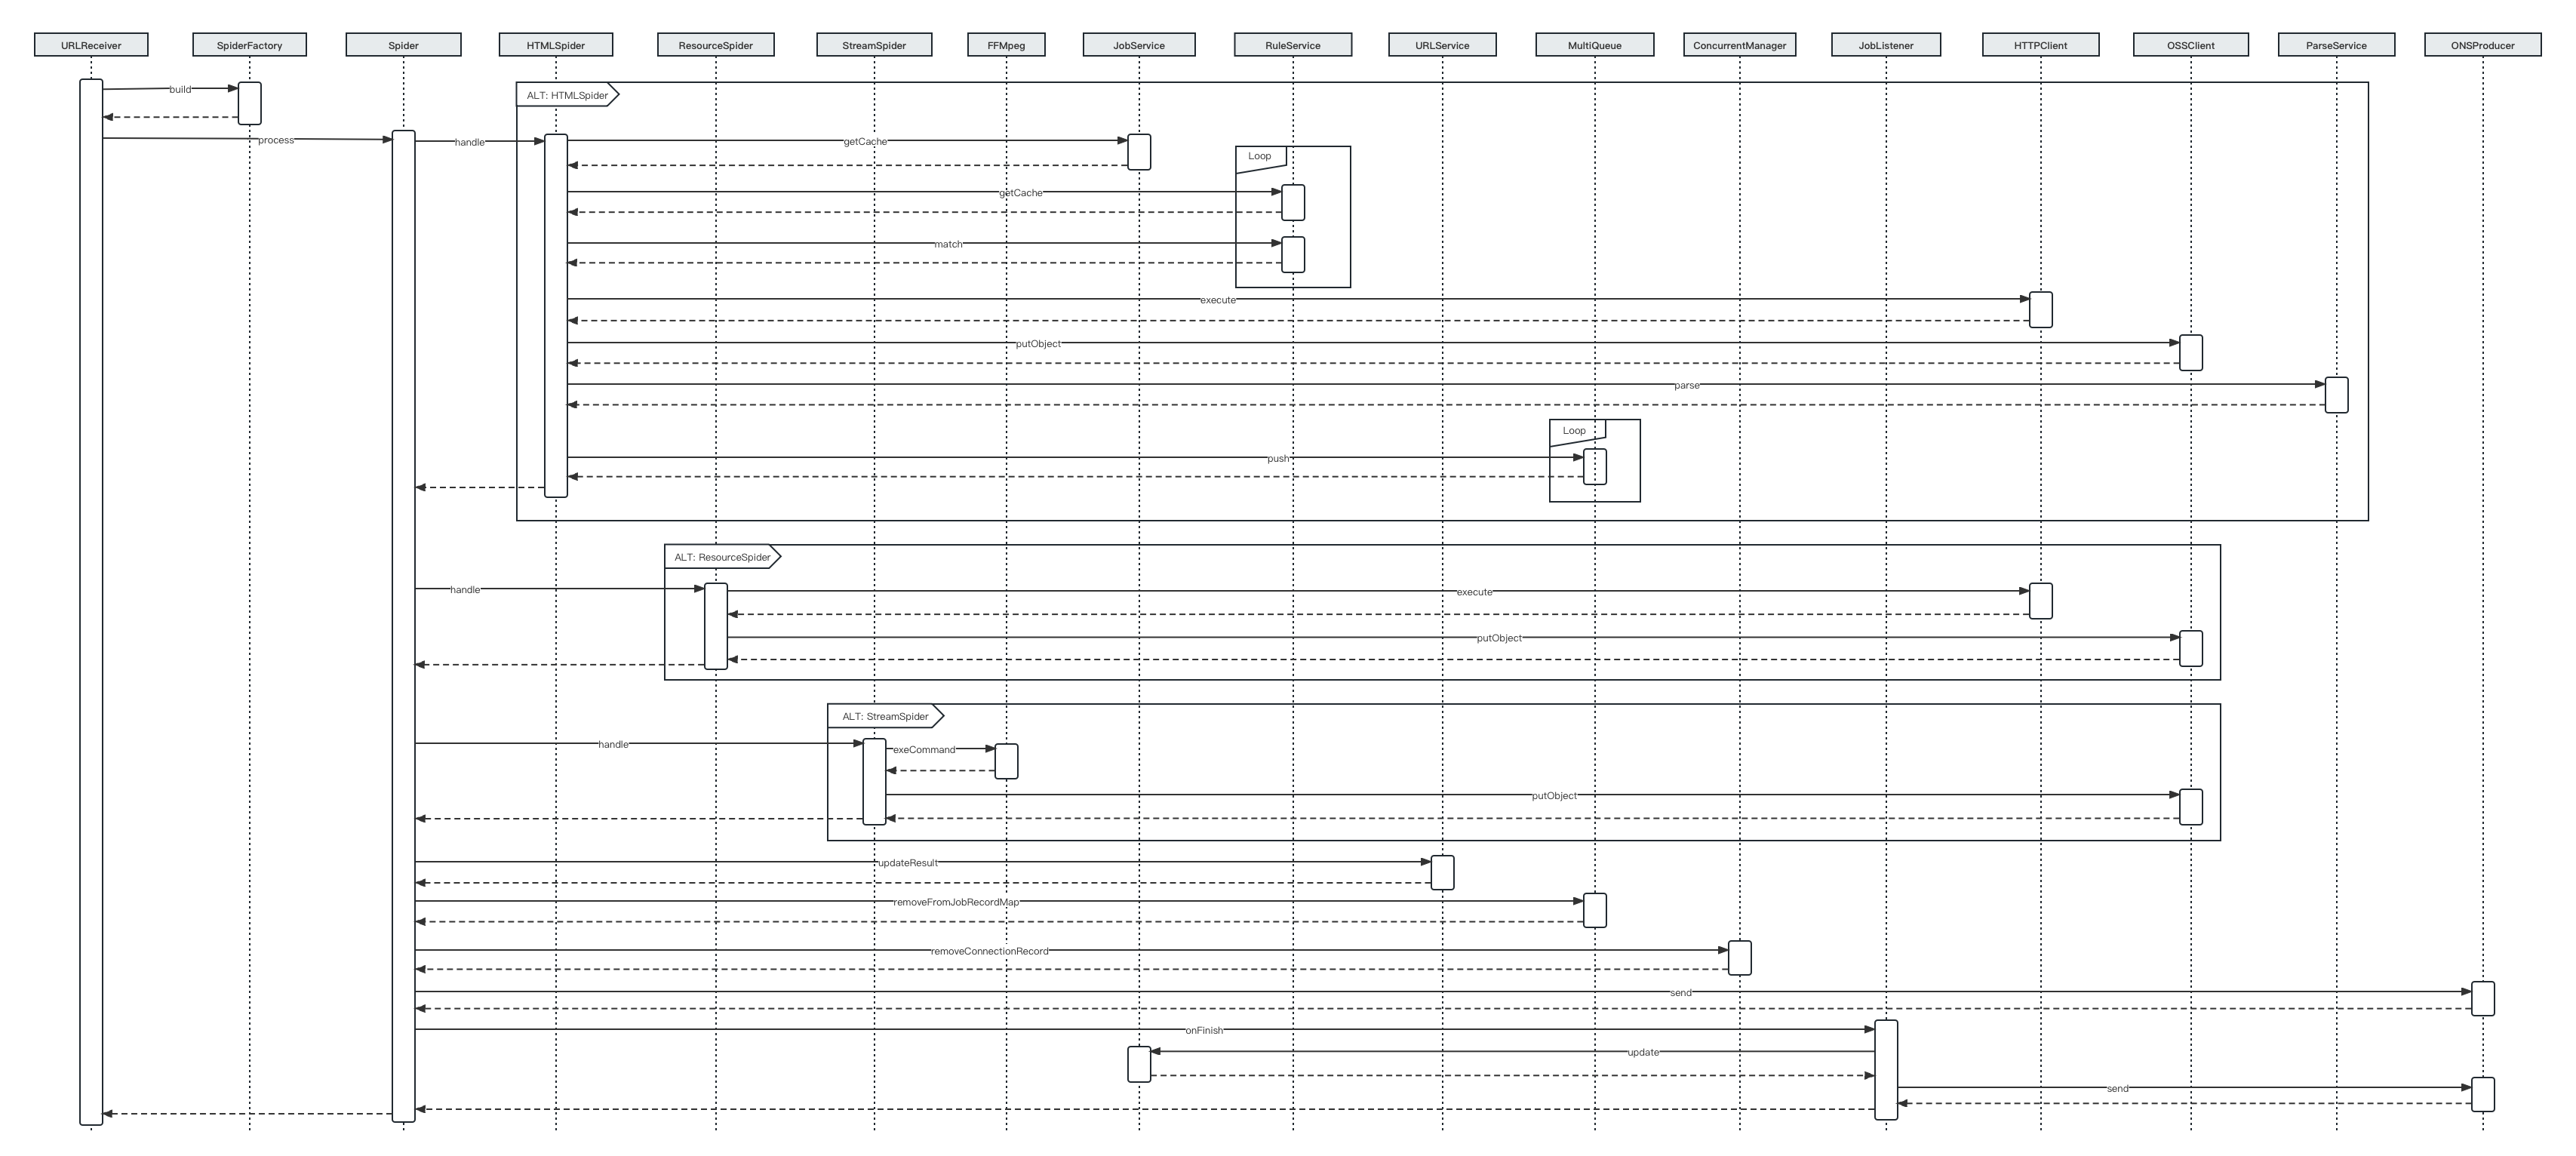 URLReceiver
SpiderFactory
Spider
HTMLSpider
ResourceSpider
StreamSpider
FFMpeg
JobService
RuleService
URLService
MultiQueue
ConcurrentManager
JobListener
HTTPClient
OSSClient
ParseService
ONSProducer
build
ALT: HTMLSpider
process
handle
getCache
Loop
getCache
match
execute
putObject
parse
Loop
push
ALT: ResourceSpider
handle
execute
putObject
ALT: StreamSpider
handle
exeCommand
putObject
updateResult
removeFromJobRecordMap
removeConnectionRecord
send
onFinish
update
send